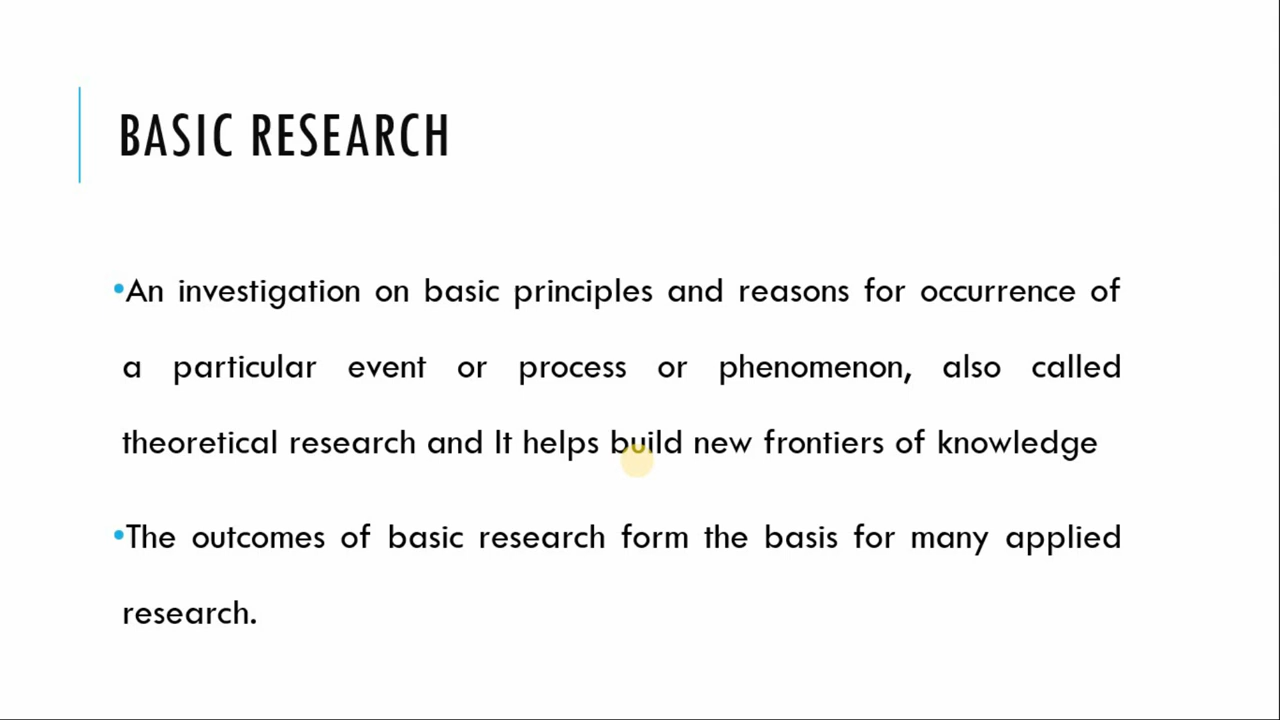 BASIC RESEARCH
•An investigation on basic principles and reasons for occurrence of
a particular event or process or phenomenon, also called
theoretical research and It helps build new frontiers of knowledge
•The outcomes of basic research form the basis for many applied
research.